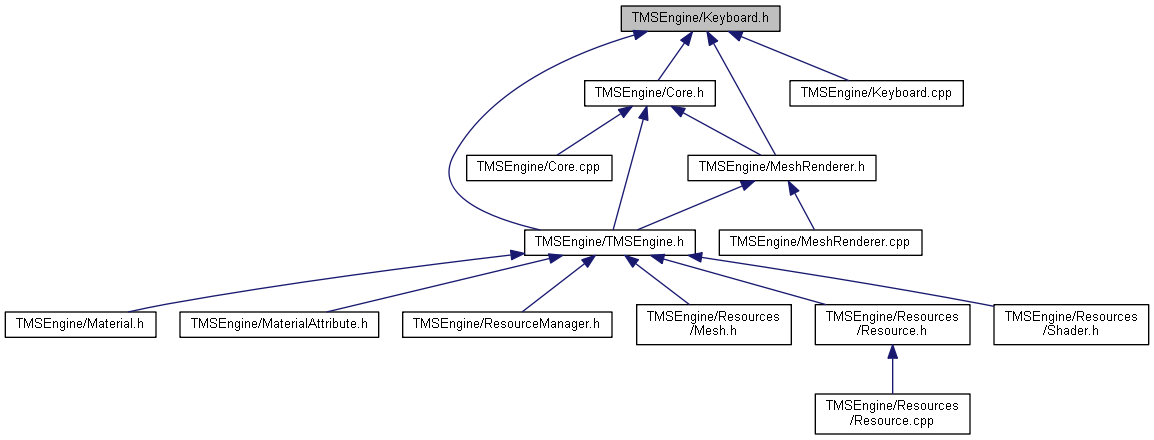 TMSEngine/Keyboard.h
TMSEngine/Core.h
TMSEngine/Keyboard.cpp
TMSEngine/Core.cpp
TMSEngine/MeshRenderer.h
TMSEngine/TMSEngine.h
TMSEngine/MeshRenderer.cpp
TMSEngine/Material.h
TMSEngine/MaterialAttribute.h
TMSEngine/ResourceManager.h
TMSEngine/Resources
/Mesh.h
TMSEngine/Resources
/Resource.h
TMSEngine/Resources
/Shader.h
TMSEngine/Resources
/Resource.cpp